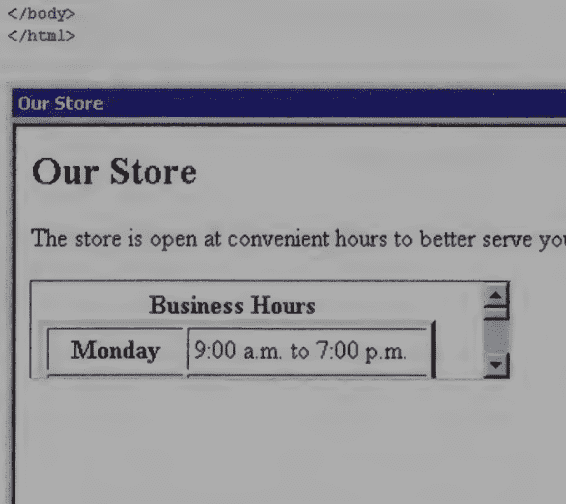 </body>
</html>
Our Store
Our Store
The store is open at convenient hours to better serve you
Business Hours
Monday 9:00 a.m. to 7:00 p.m.